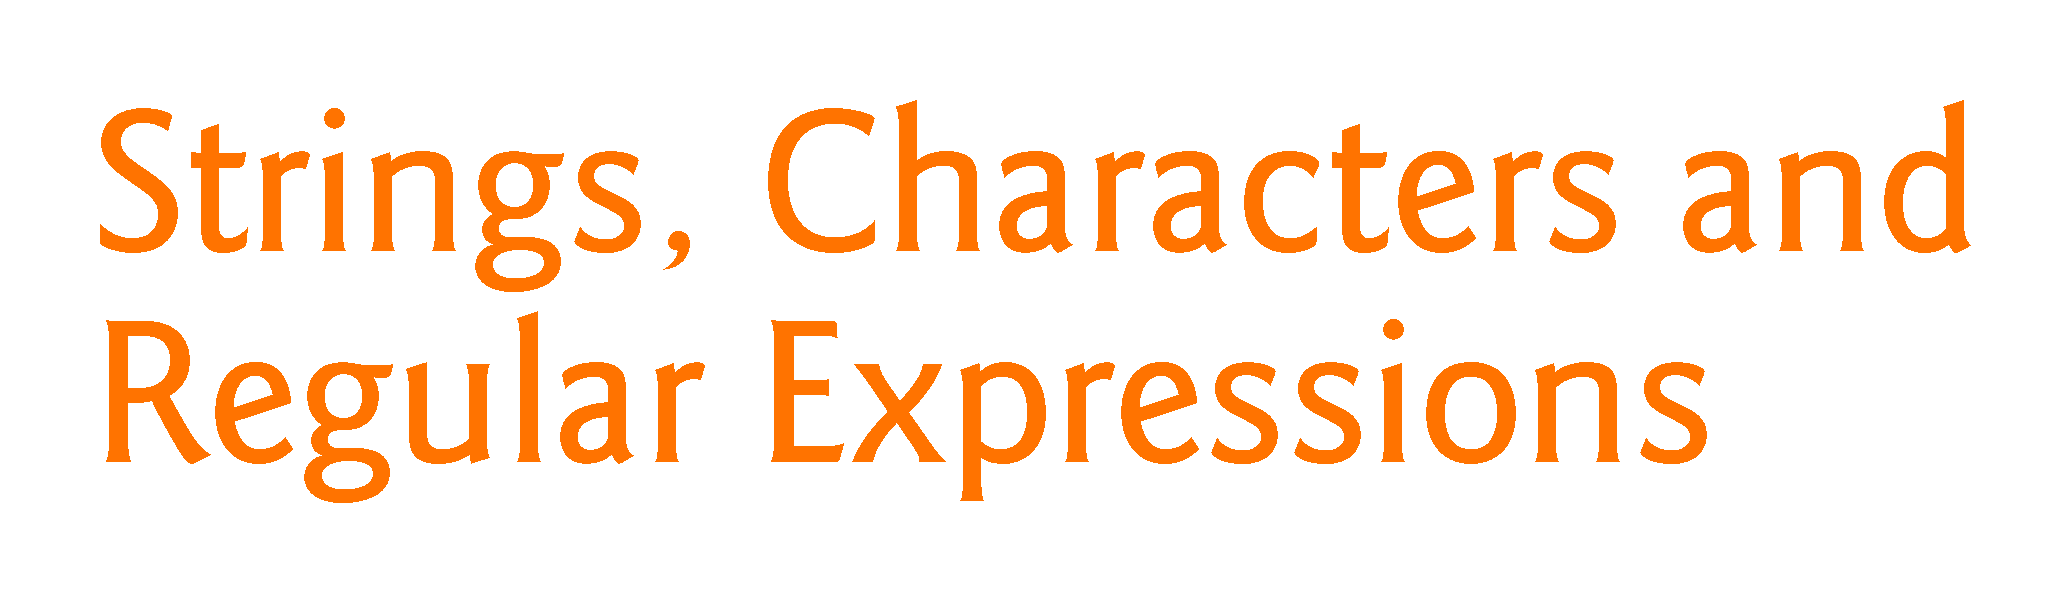 Strings, Characters and
Regular Expressions